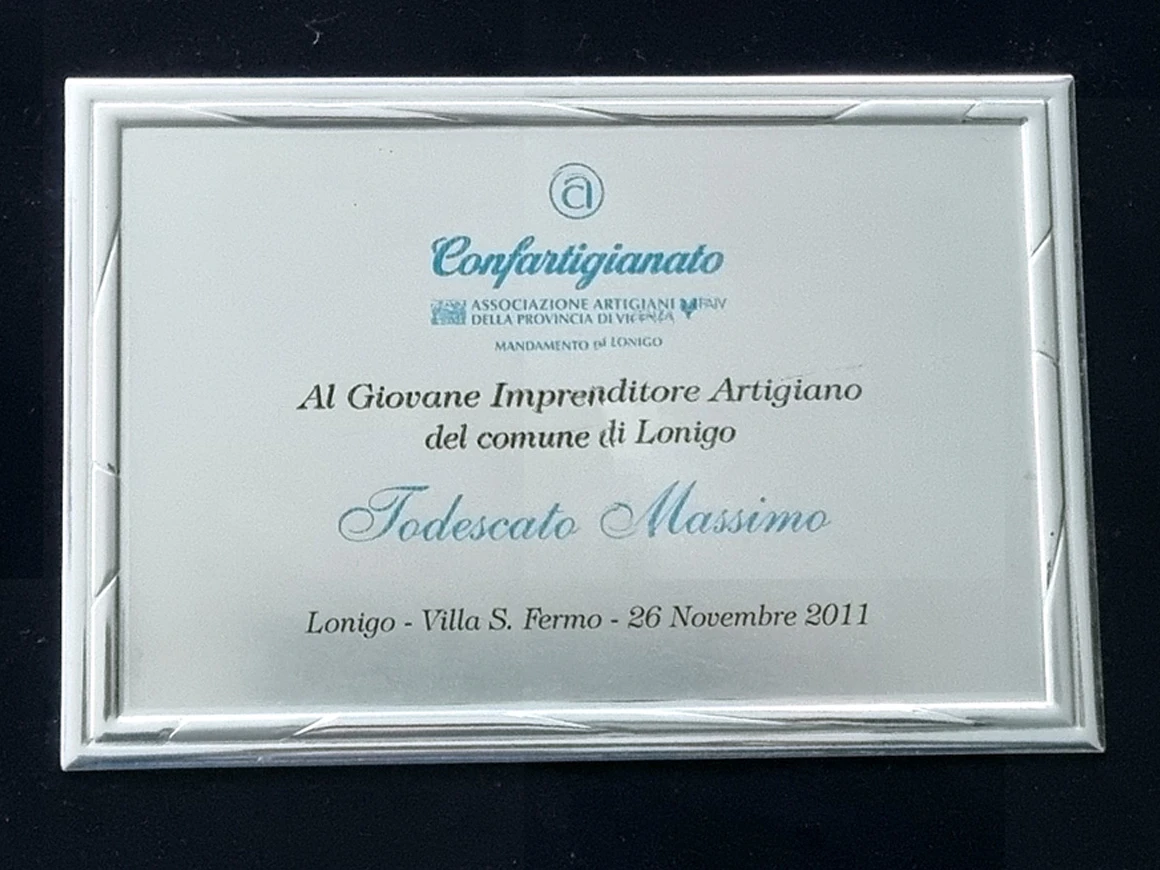 a
Confartigianato
ASSOCIAZIONE ARTIGIANI
DELLA PROVINCIA DI VICENZA
FAIV
MANDAMENTO DI LONIGO
Al Giovane Imprenditore Artigiano
del comune di Lonigo
Todescato Massimo
Lonigo - Villa S. Fermo - 26 Novembre 2011